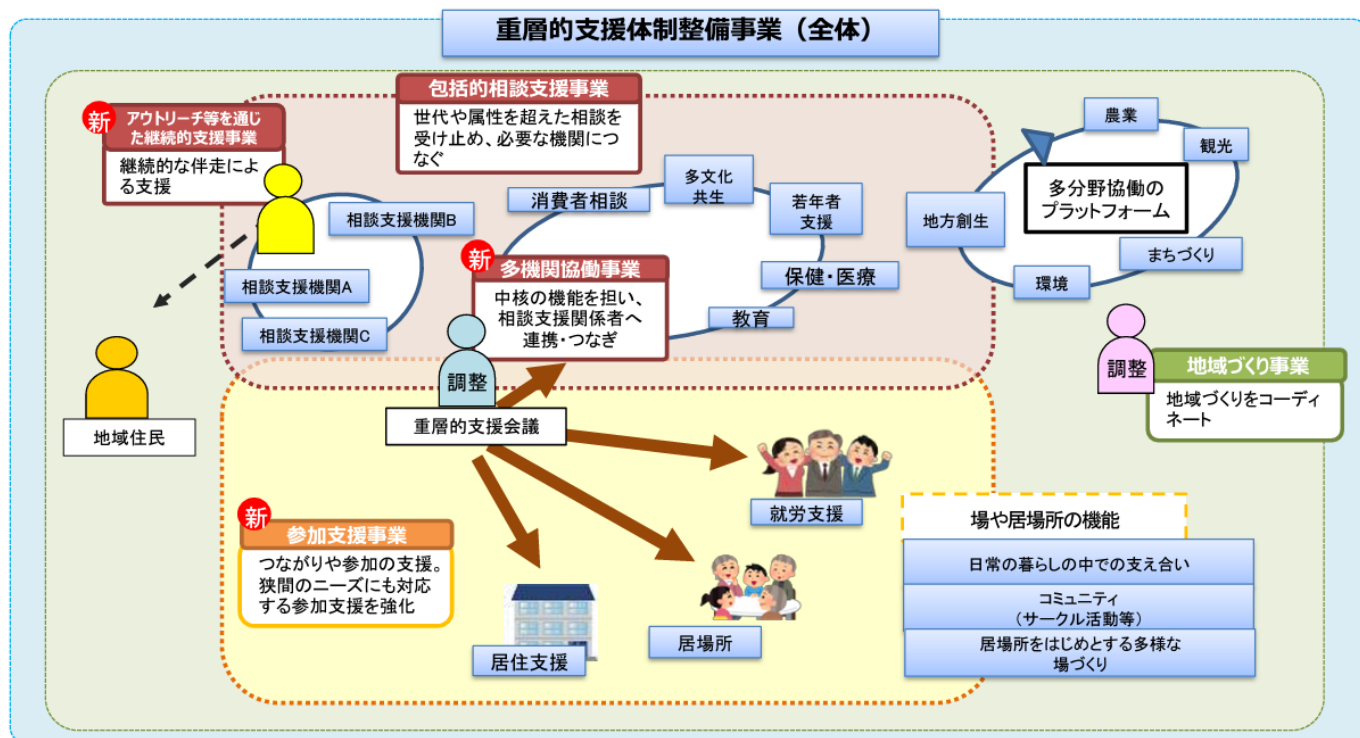 重層的支援体制整備事業（全体）
新
アウトリーチ等を通じ
た継続的支援事業
継続的な伴走によ
る支援
包括的相談支援事業
世代や属性を超えた相談を
受け止め、必要な機関につ
なぐ
相談支援機関B
相談支援機関A
相談支援機関C
消費者相談
多文化
共生
若年者
支援
保健・医療
教育
新
多機関協働事業
中核の機能を担い、
相談支援関係者へ
連携・つなぎ
調整
重層的支援会議
農業
観光
多分野協働の
プラットフォーム
地方創生
まちづくり
環境
調整
地域づくり事業
地域づくりをコーディ
ネート
地域住民
新
参加支援事業
つながりや参加の支援。
狭間のニーズにも対応
する参加支援を強化
就労支援
居場所
居住支援
場や居場所の機能
日常の暮らしの中での支え合い
コミュニティ
（サークル活動等）
居場所をはじめとする多様な
場づくり